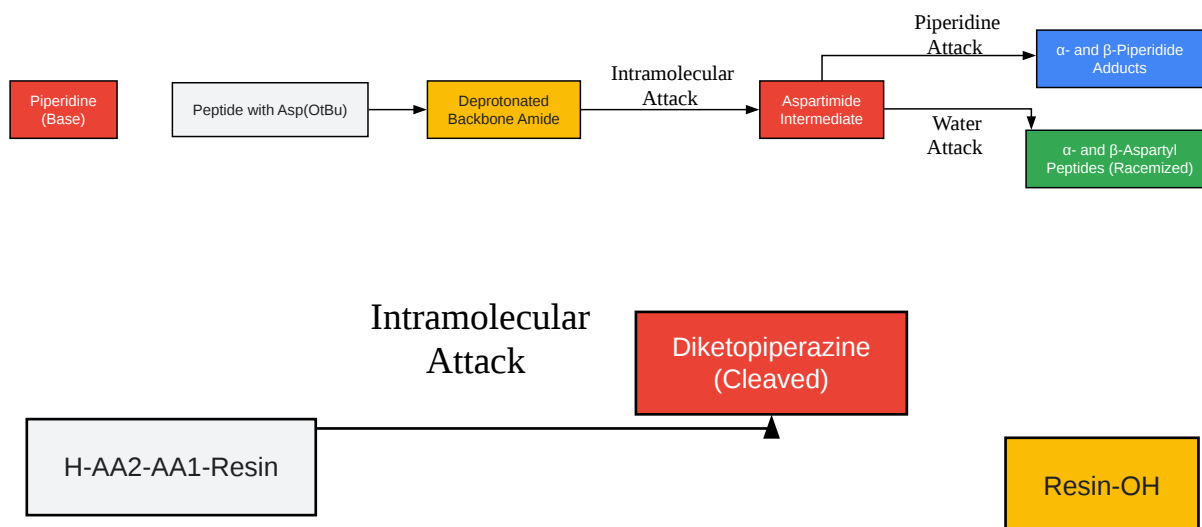 Piperidine
(Base)
Peptide with Asp(OtBu)
Deprotonated
Backbone Amide
Intramolecular
Attack
Aspartimide
Intermediate
Piperidine
Attack
α- and β-Piperidide
Adducts
Water
Attack
α- and β-Aspartyl
Peptides (Racemized)
Intramolecular
Attack
Diketopiperazine
(Cleaved)
H-AA2-AA1-Resin
Resin-OH